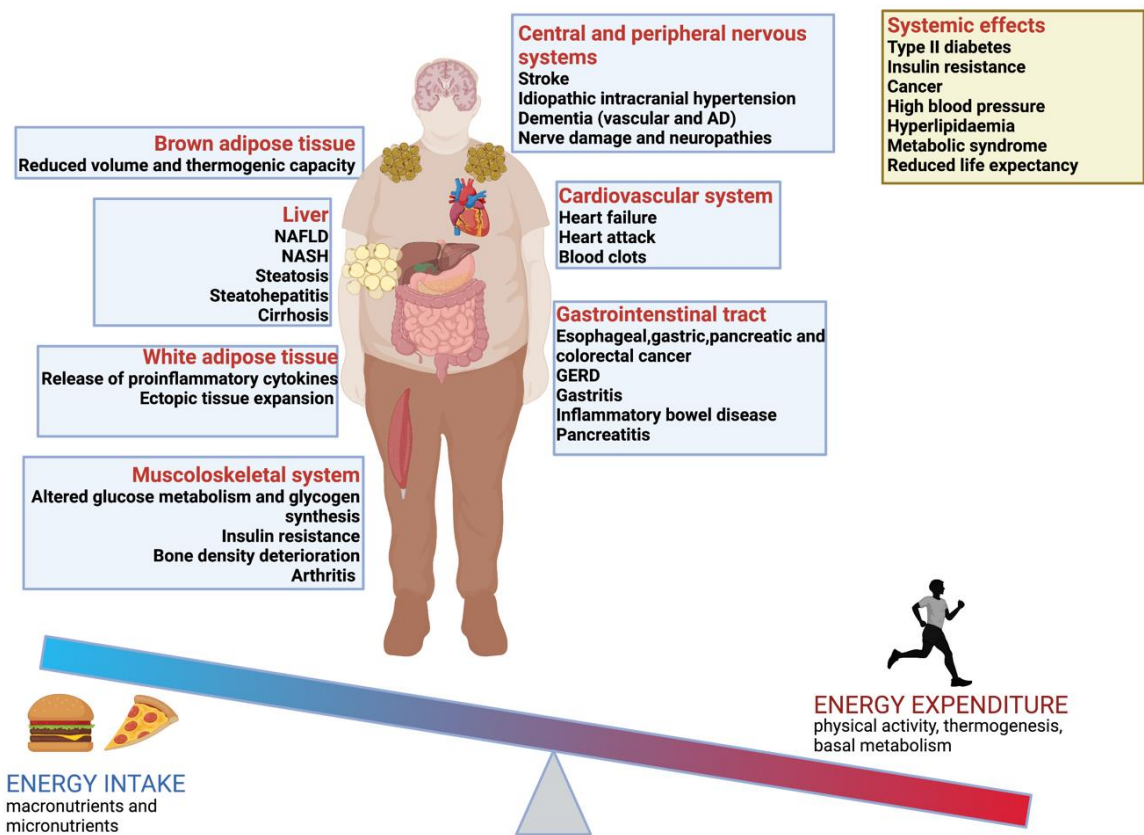 Central and peripheral nervous
systems
Stroke
Idiopathic intracranial hypertension
Dementia (vascular and AD)
Nerve damage and neuropathies
Systemic effects
Type II diabetes
Insulin resistance
Cancer
High blood pressure
Hyperlipidaemia
Metabolic syndrome
Reduced life expectancy
Brown adipose tissue
Reduced volume and thermogenic capacity
Liver
NAFLD
NASH
Steatosis
Steatohepatitis
Cirrhosis
Cardiovascular system
Heart failure
Heart attack
Blood clots
White adipose tissue
Release of proinflammatory cytokines
Ectopic tissue expansion
Gastrointenstinal tract
Esophageal,gastric,pancreatic and
colorectal cancer
GERD
Gastritis
Inflammatory bowel disease
Pancreatitis
Muscoloskeletal system
Altered glucose metabolism and glycogen
synthesis
Insulin resistance
Bone density deterioration
Arthritis
ENERGY EXPENDITURE
physical activity, thermogenesis,
basal metabolism
ENERGY INTAKE
macronutrients and
micronutrients